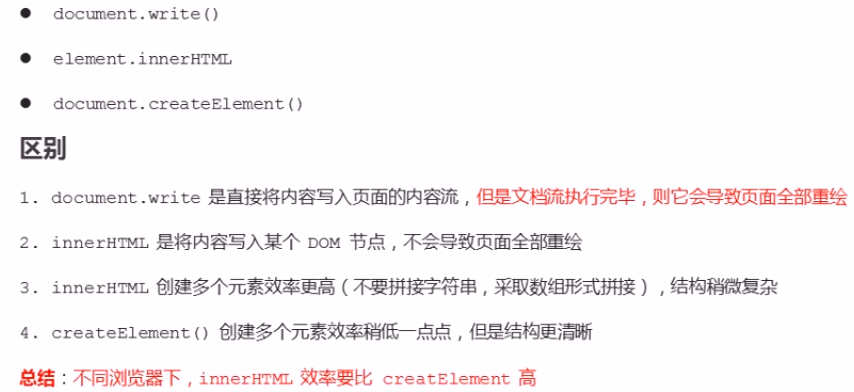 ● document.write()
● element.innerHTML
● document.createElement()
区别
1. document.write 是直接将内容写入页面的内容流，但是文档流执行完毕，则它会导致页面全部重绘
2. innerHTML 是将内容写入某个 DOM 节点，不会导致页面全部重绘
3. innerHTML 创建多个元素效率更高（不要拼接字符串，采取数组形式拼接），结构稍微复杂
4. createElement() 创建多个元素效率稍低一点点，但是结构更清晰
总结：不同浏览器下，innerHTML 效率要比 creatElement 高